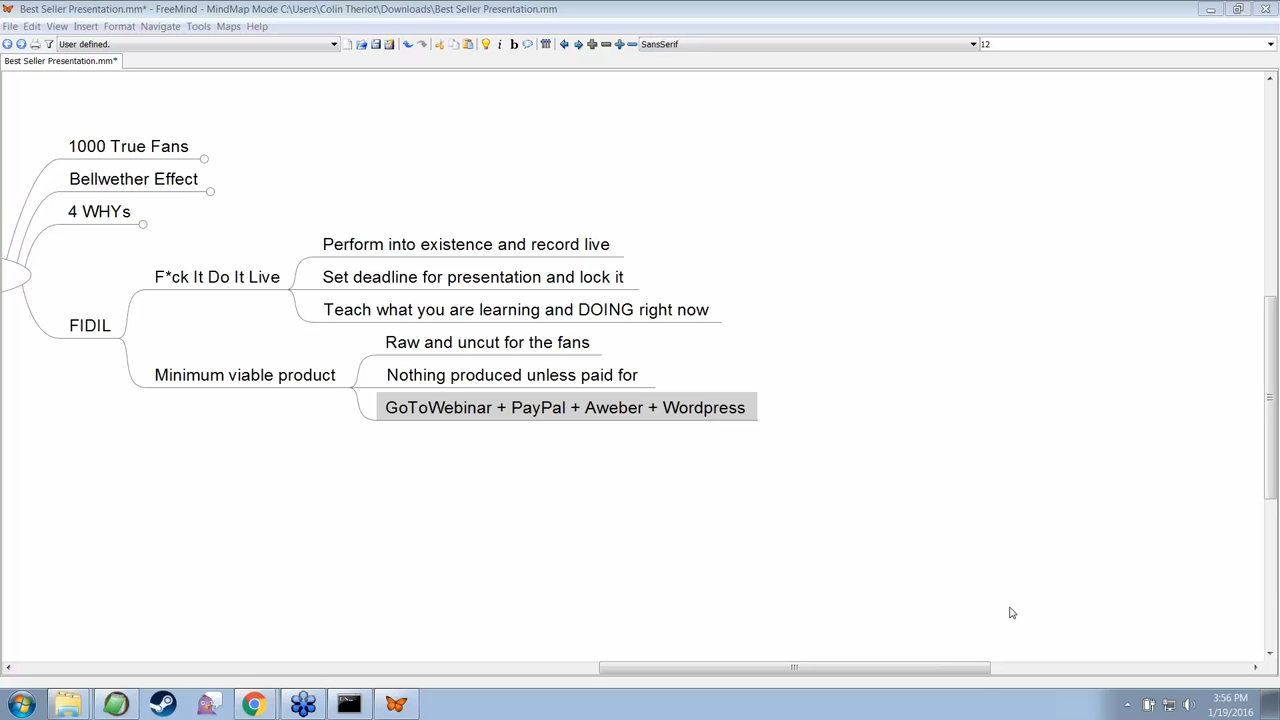 Best Seller Presentation.mm* - FreeMind - MindMap Mode C:\Users\Colin Theriot\Downloads\Best Seller Presentation.mm
File Edit View Insert Format Navigate Tools Maps Help
User defined. i b SansSerif 12
Best Seller Presentation.mm*
1000 True Fans
Bellwether Effect
4 WHYs
FIDIL
F*ck It Do It Live
Perform into existence and record live
Set deadline for presentation and lock it
Teach what you are learning and DOING right now
Minimum viable product
Raw and uncut for the fans
Nothing produced unless paid for
GoToWebinar + PayPal + Aweber + Wordpress
3:56 PM
1/19/2016